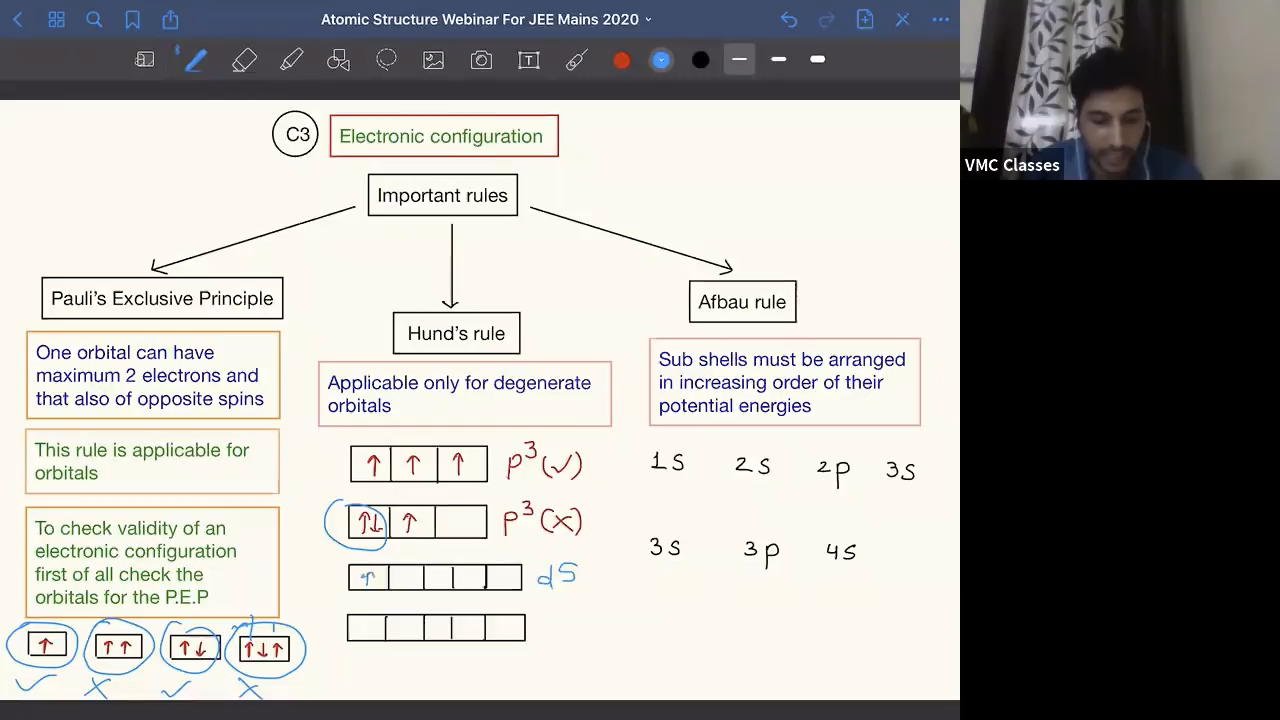 Atomic Structure Webinar For JEE Mains 2020
VMC Classes
C3
Electronic configuration
Important rules
Pauli's Exclusive Principle
One orbital can have
maximum 2 electrons and
that also of opposite spins
This rule is applicable for
orbitals
To check validity of an
electronic configuration
first of all check the
orbitals for the P.E.P
↑ ↑↑ ↑↓ ↑↓↑
✓ X ✓ X
Hund's rule
Applicable only for degenerate
orbitals
↑ ↑ ↑ p³(✓)
↑↓ ↑ p³(x)
↑ d5
Afbau rule
Sub shells must be arranged
in increasing order of their
potential energies
1s 2s 2p 3s
3s 3p 4s